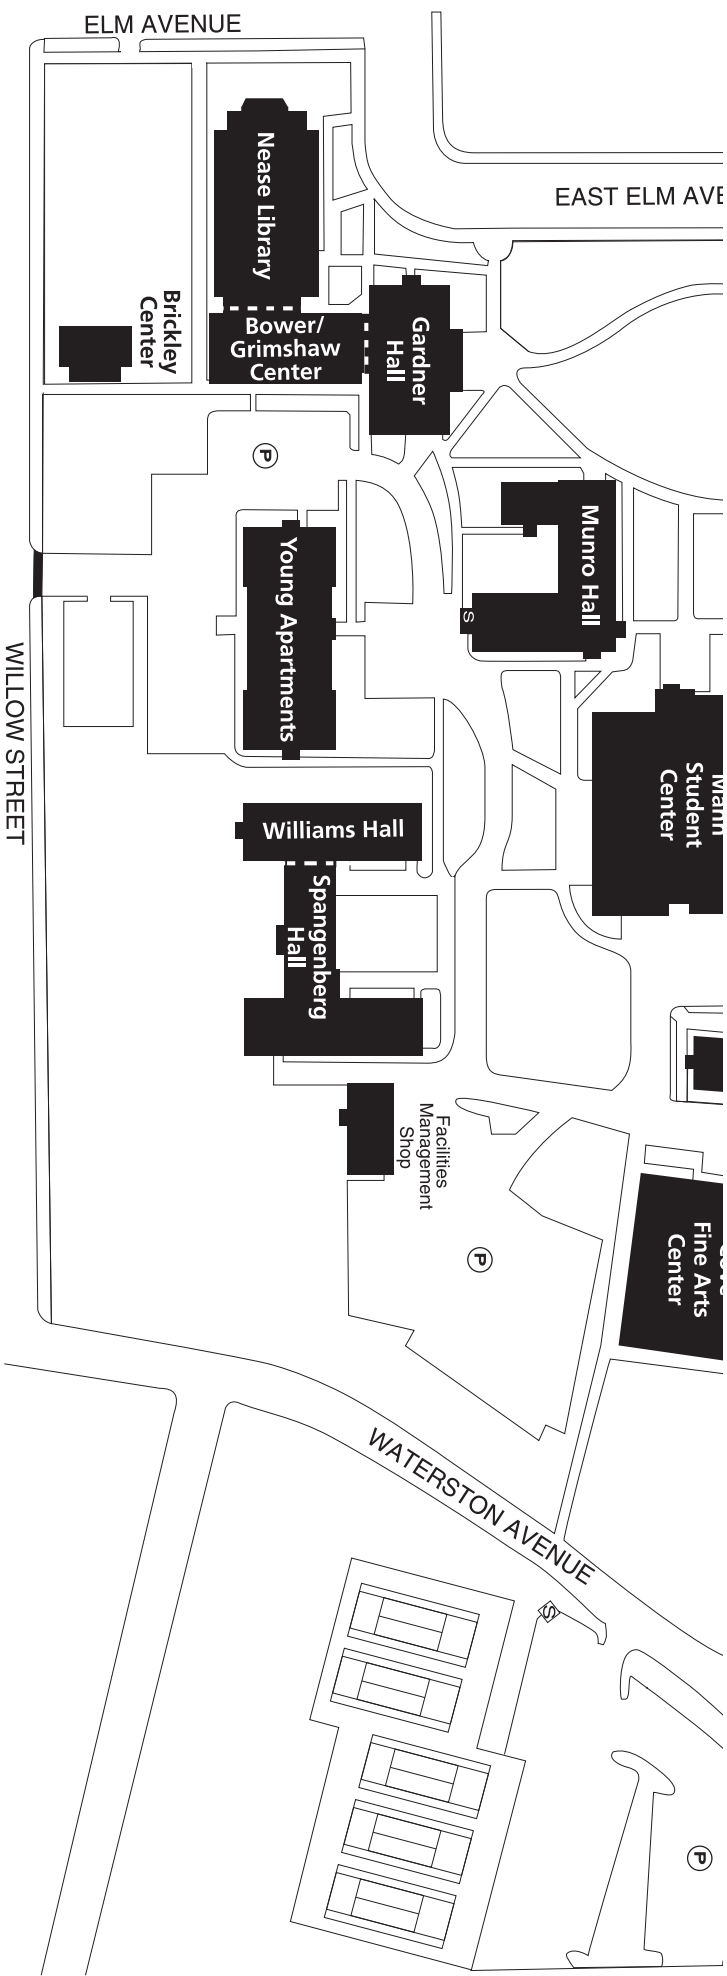 ELM AVENUE
EAST ELM AVE
Nease Library
Brickley
Center
Bower/
Grimshaw
Center
Gardner
Hall
P
Munro Hall
S
Young Apartments
WILLOW STREET
Mann
Student
Center
Williams Hall
Spangenberg
Hall
Facilities
Management
Shop
P
Fine Arts
Center
WATERSTON AVENUE
S
P